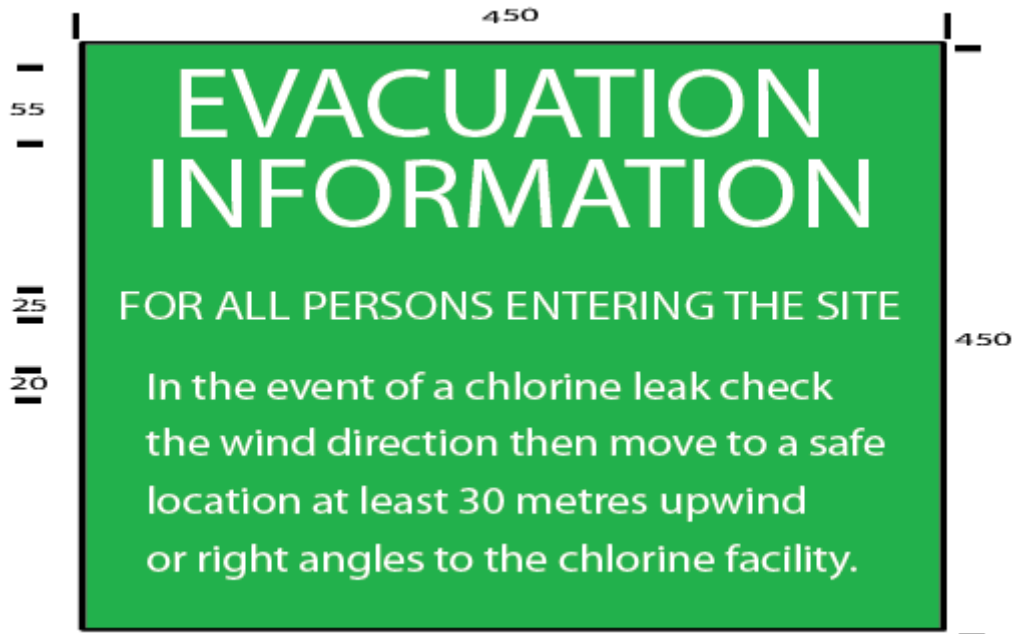 450
55
EVACUATION
INFORMATION
25
FOR ALL PERSONS ENTERING THE SITE
450
20
In the event of a chlorine leak check
the wind direction then move to a safe
location at least 30 metres upwind
or right angles to the chlorine facility.